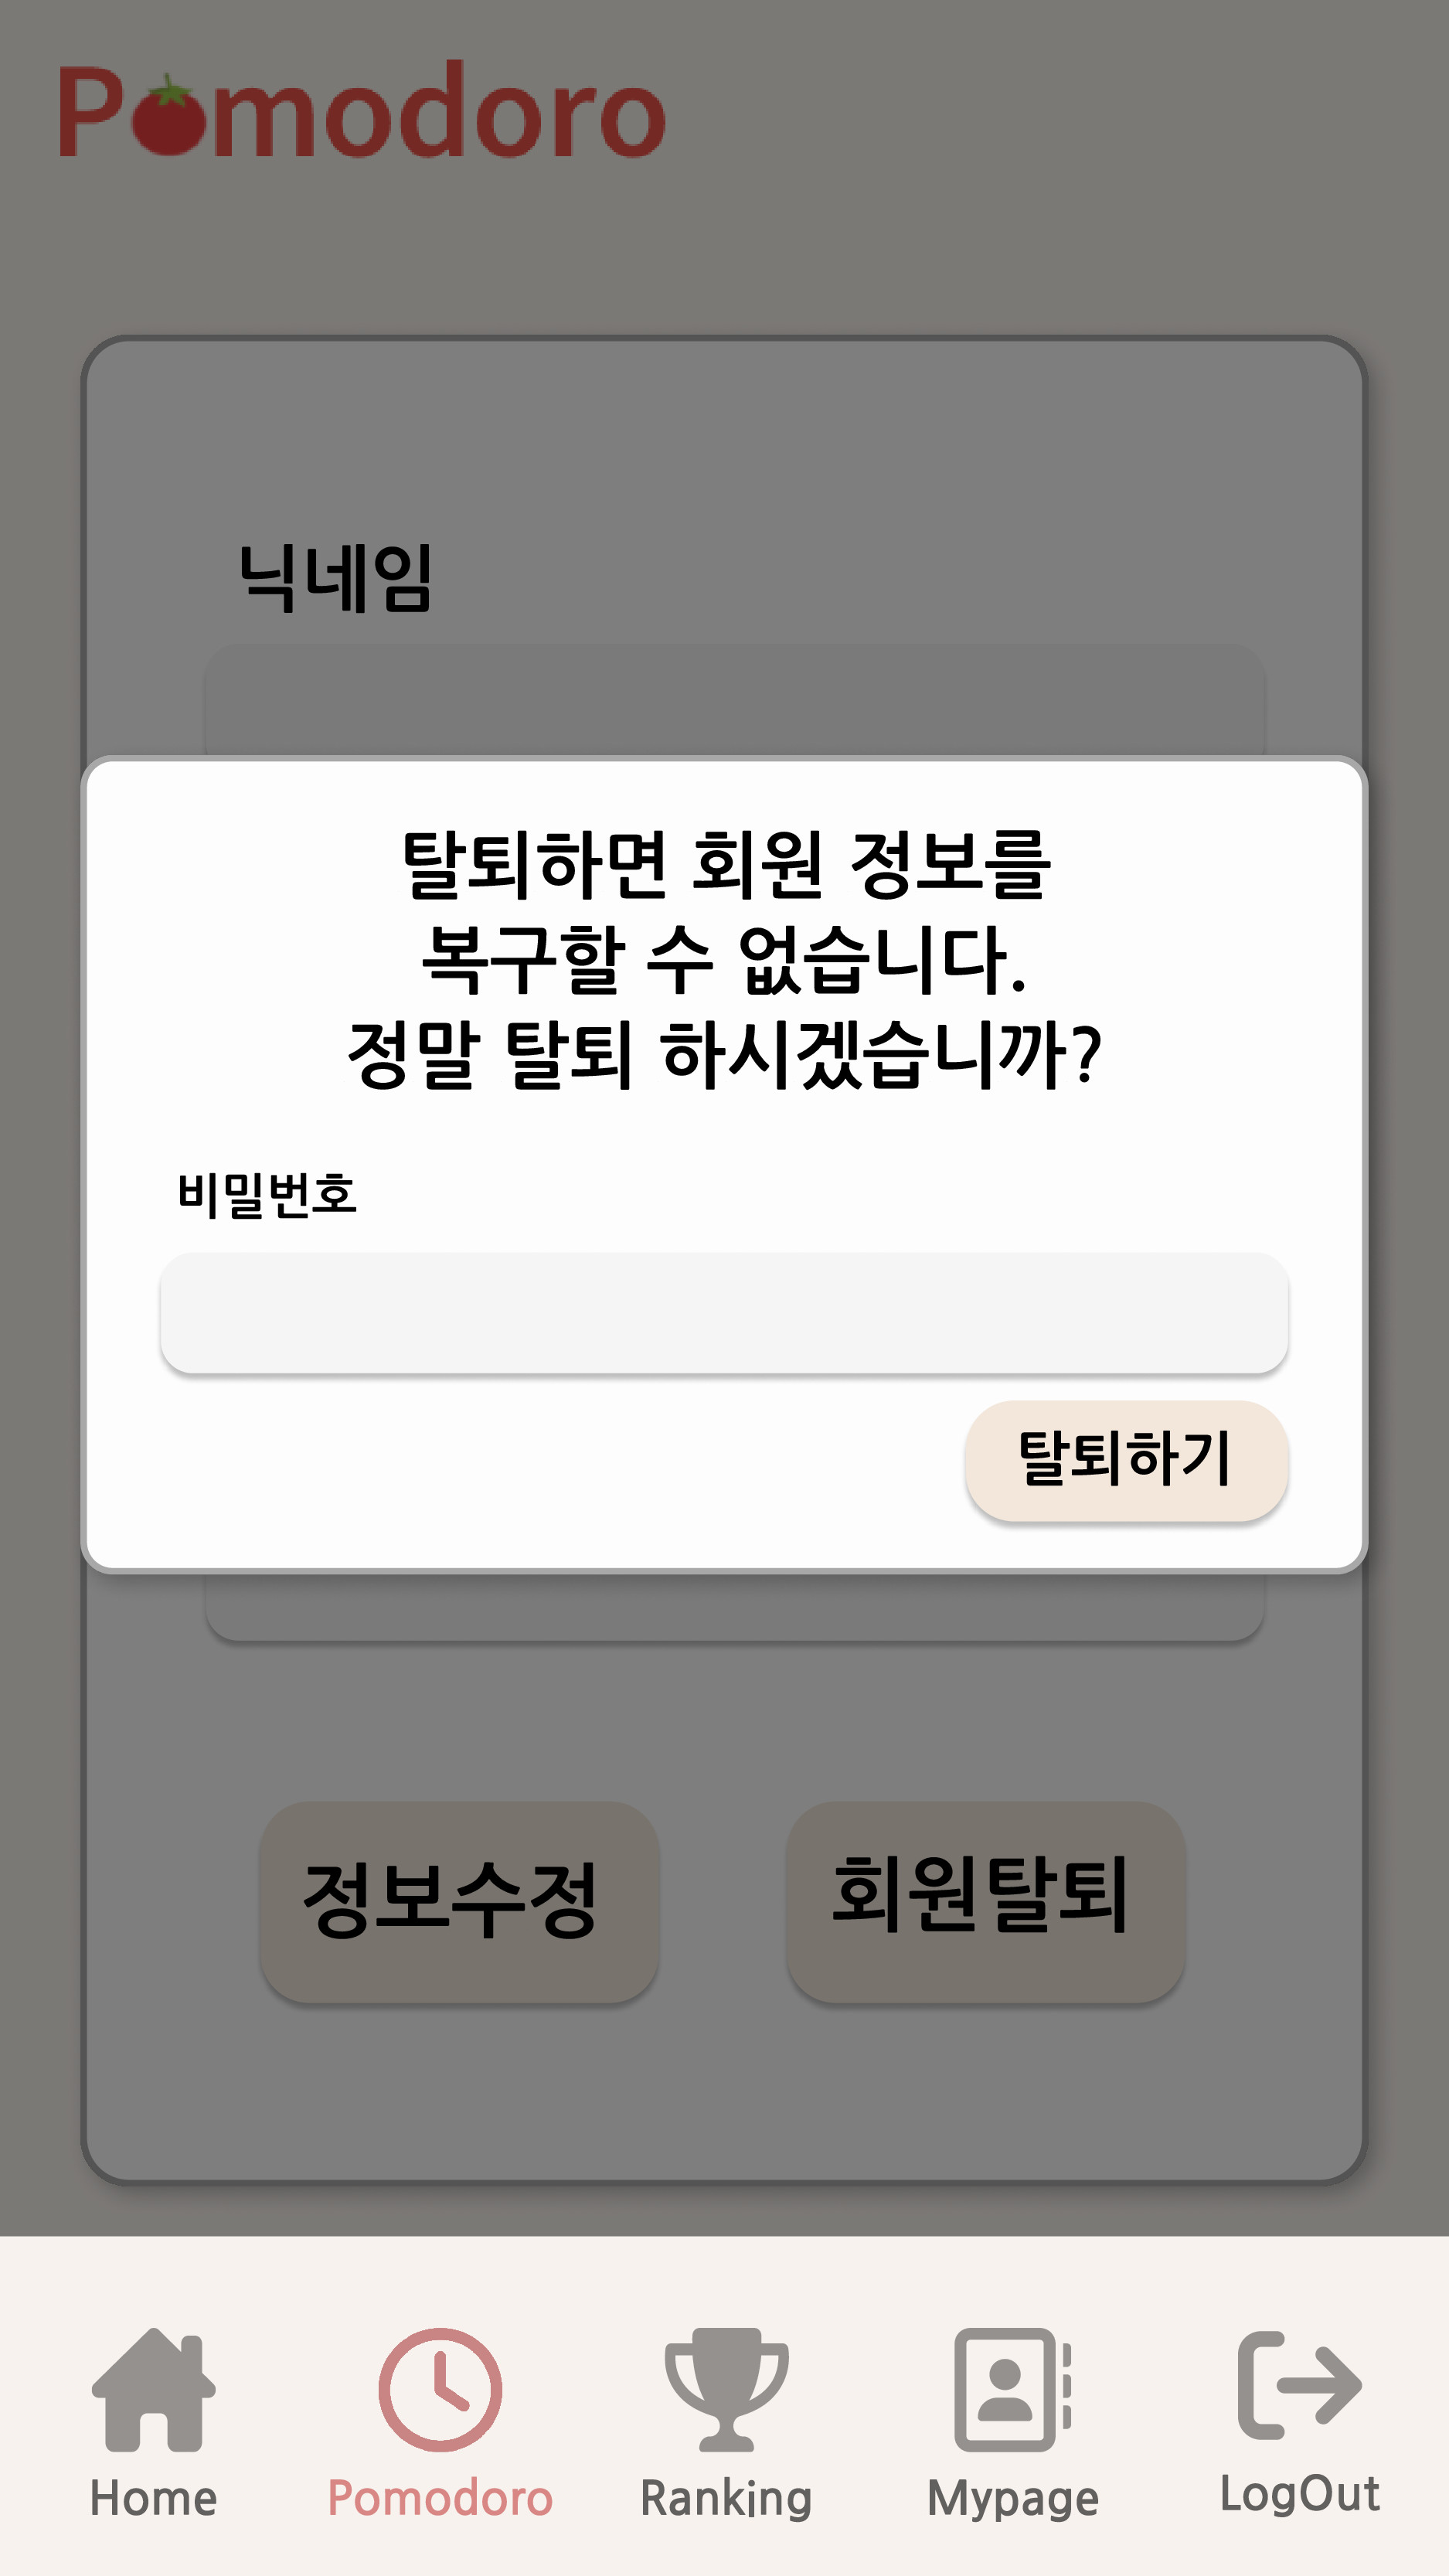 Pomodoro
닉네임
탈퇴하면 회원 정보를
복구할 수 없습니다.
정말 탈퇴 하시겠습니까?
비밀번호
탈퇴하기
정보수정
회원탈퇴
Home
Pomodoro
Ranking
Mypage
LogOut